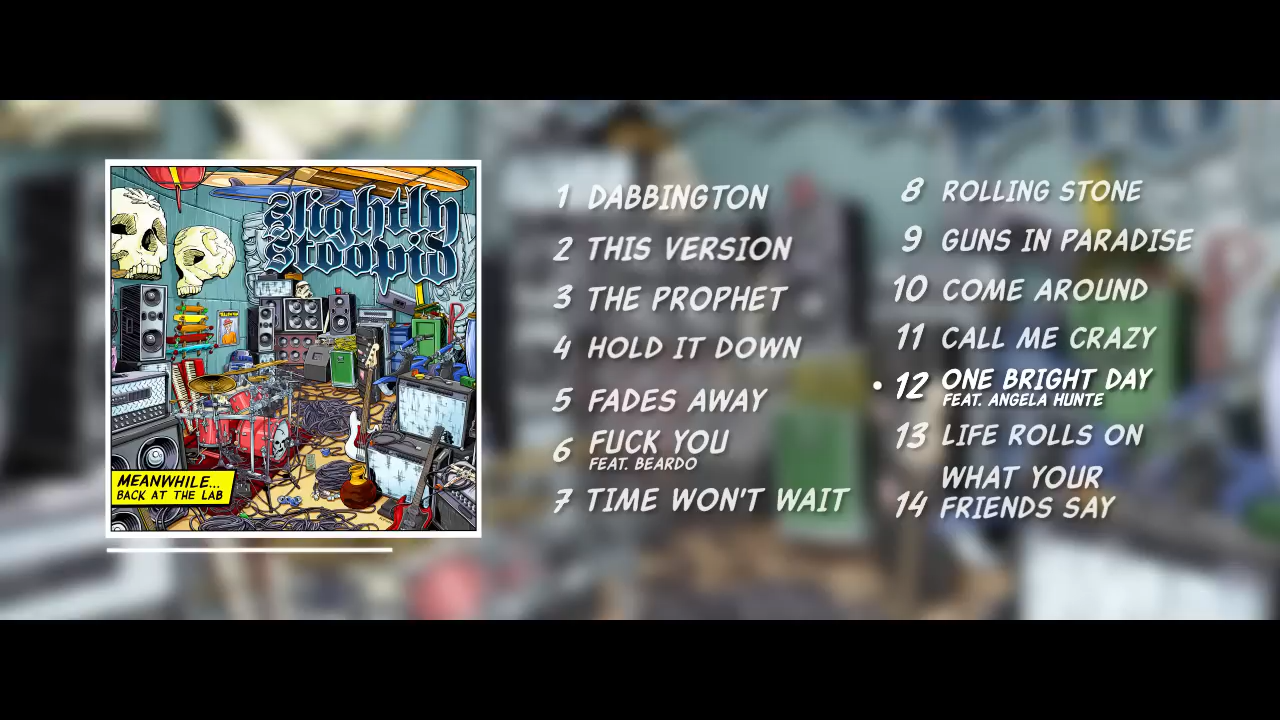 slightly
stoopid
MEANWHILE...
BACK AT THE LAB
1 DABBINGTON
2 THIS VERSION
3 THE PROPHET
4 HOLD IT DOWN
5 FADES AWAY
6 FUCK YOU
FEAT. BEARDO
7 TIME WON'T WAIT
8 ROLLING STONE
9 GUNS IN PARADISE
10 COME AROUND
11 CALL ME CRAZY
• 12 ONE BRIGHT DAY
FEAT. ANGELA HUNTE
13 LIFE ROLLS ON
WHAT YOUR
14 FRIENDS SAY